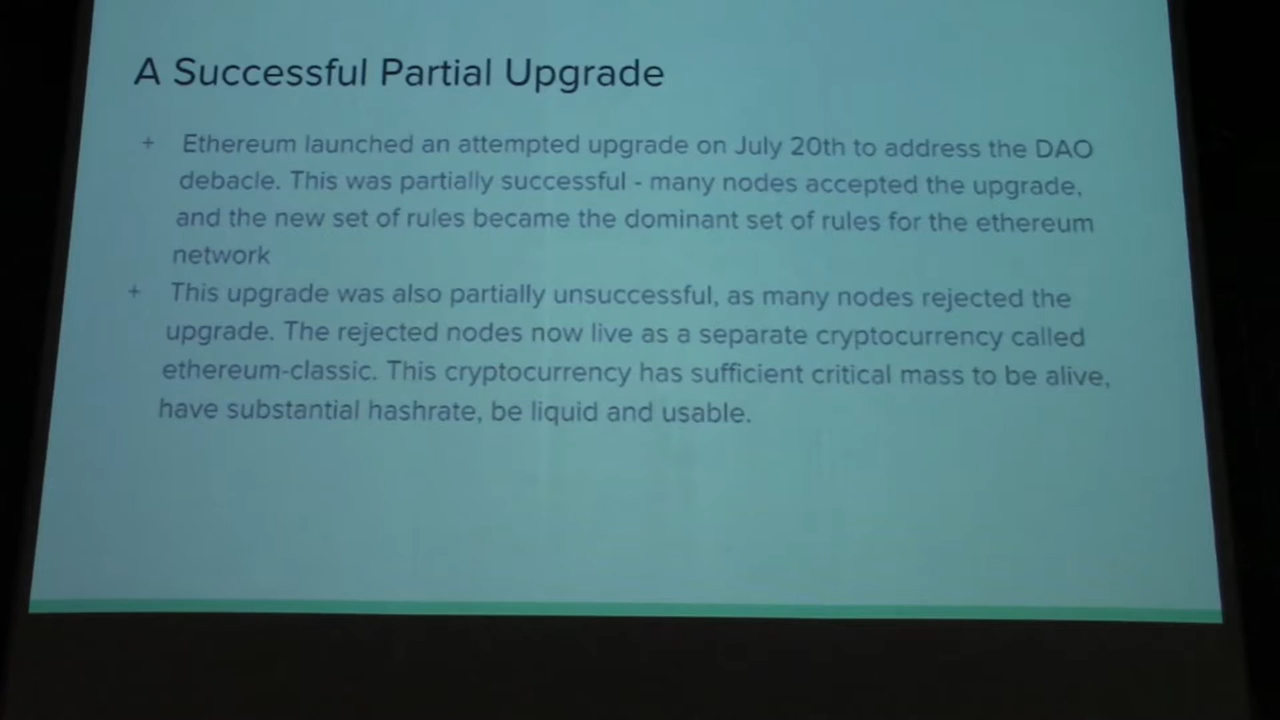 A Successful Partial Upgrade
+ Ethereum launched an attempted upgrade on July 20th to address the DAO
debacle. This was partially successful - many nodes accepted the upgrade,
and the new set of rules became the dominant set of rules for the ethereum
network
+ This upgrade was also partially unsuccessful, as many nodes rejected the
upgrade. The rejected nodes now live as a separate cryptocurrency called
ethereum-classic. This cryptocurrency has sufficient critical mass to be alive,
have substantial hashrate, be liquid and usable.